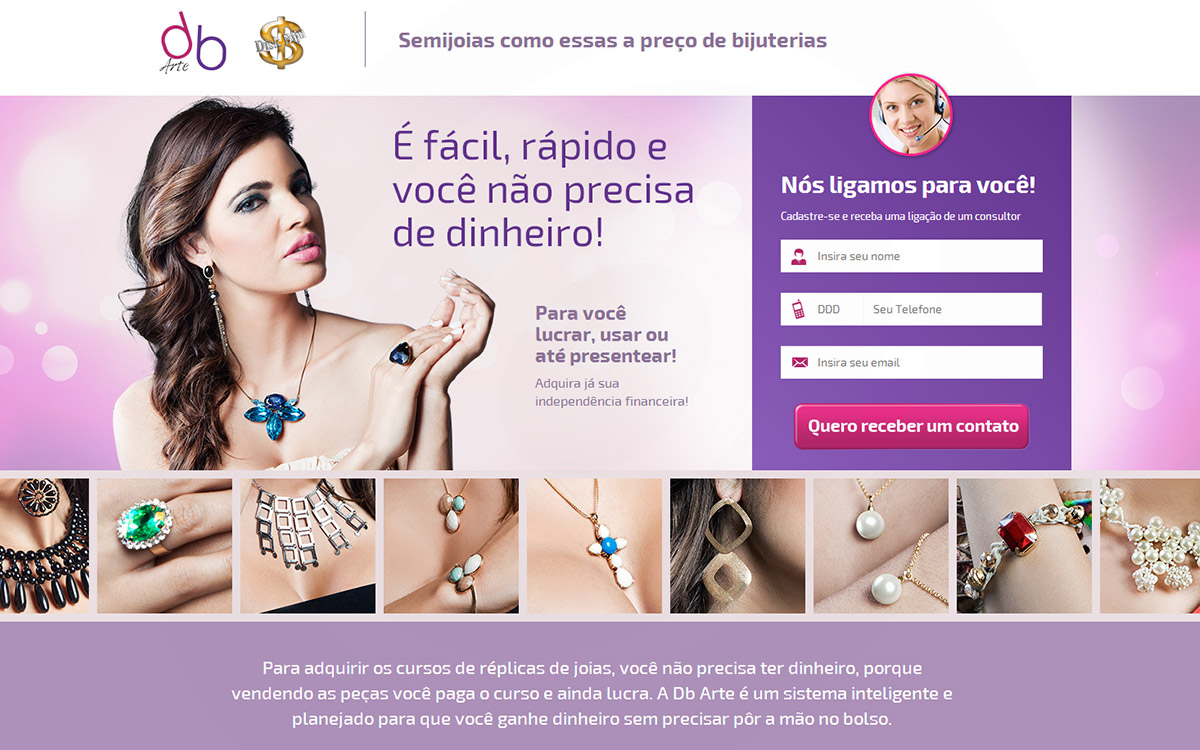 db
Arte
Semijoias como essas a preço de bijuterias
É fácil, rápido e
você não precisa
de dinheiro!
Para você
lucrar, usar ou
até presentear!
Adquira já sua
independência financeira!
Nós ligamos para você!
Cadastre-se e receba uma ligação de um consultor
Insira seu nome
DDD Seu Telefone
Insira seu email
Quero receber um contato
Para adquirir os cursos de réplicas de joias, você não precisa ter dinheiro, porque
vendendo as peças você paga o curso e ainda lucra. A Db Arte é um sistema inteligente e
planejado para que você ganhe dinheiro sem precisar pôr a mão no bolso.